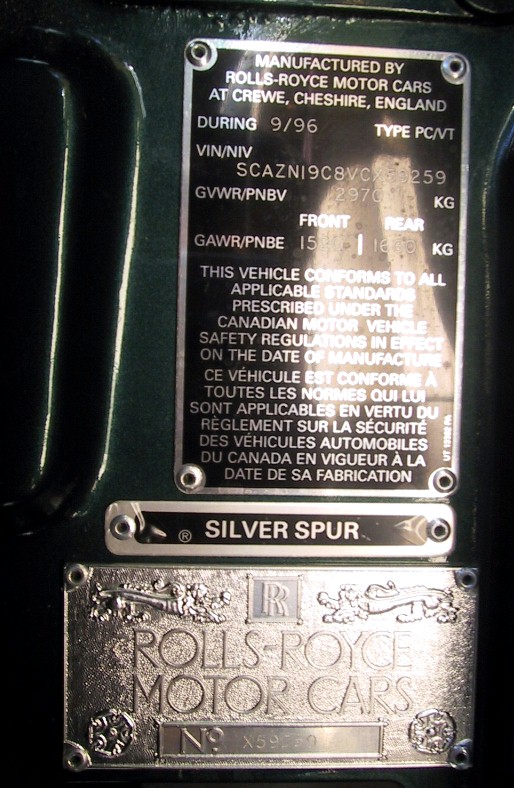 MANUFACTURED BY
ROLLS-ROYCE MOTOR CARS
AT CREWE, CHESHIRE, ENGLAND
DURING 9/96 TYPE PC/VT
VIN/NIV
GVWR/PNBV 2970 KG
FRONT REAR
GAWR/PNBE KG
THIS VEHICLE CONFORMS TO ALL
APPLICABLE STANDARDS
PRESCRIBED UNDER THE
CANADIAN MOTOR VEHICLE
SAFETY REGULATIONS IN EFFECT
ON THE DATE OF MANUFACTURE
CE VÉHICULE EST CONFORME À
TOUTES LES NORMES QUI LUI
SONT APPLICABLES EN VERTU DU
RÈGLEMENT SUR LA SÉCURITÉ
DES VÉHICULES AUTOMOBILES
DU CANADA EN VIGUEUR À LA
DATE DE SA FABRICATION
® SILVER SPUR
RR
ROLLS-ROYCE
MOTOR CARS
Nº